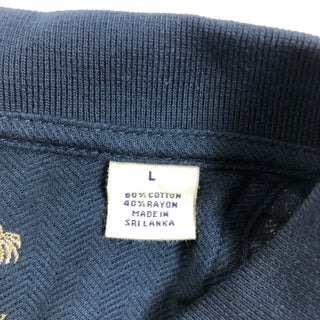 L
60% COTTON
40% RAYON
MADE IN
SRI LANKA